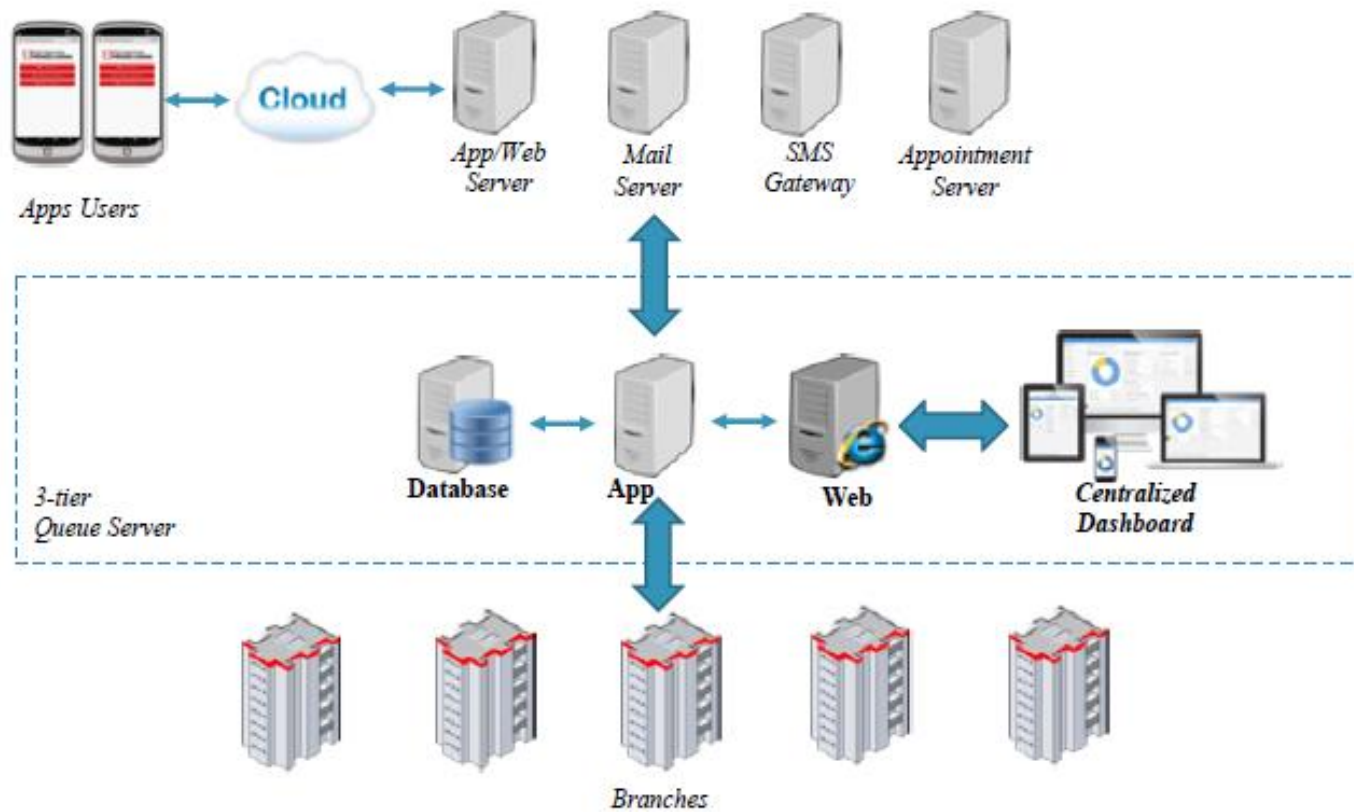 Cloud
App/Web
Server
Mail
Server
SMS
Gateway
Appointment
Server
Apps Users
Database
App
Web
Centralized
Dashboard
3-tier
Queue Server
Branches